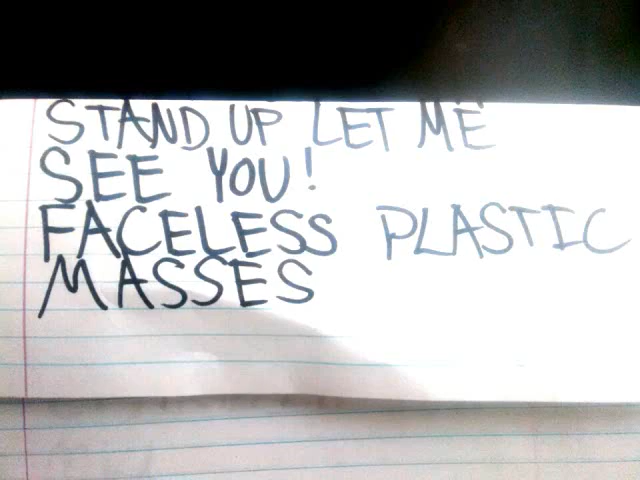 STAND UP LET ME
SEE YOU!
FACELESS PLASTIC
MASSES